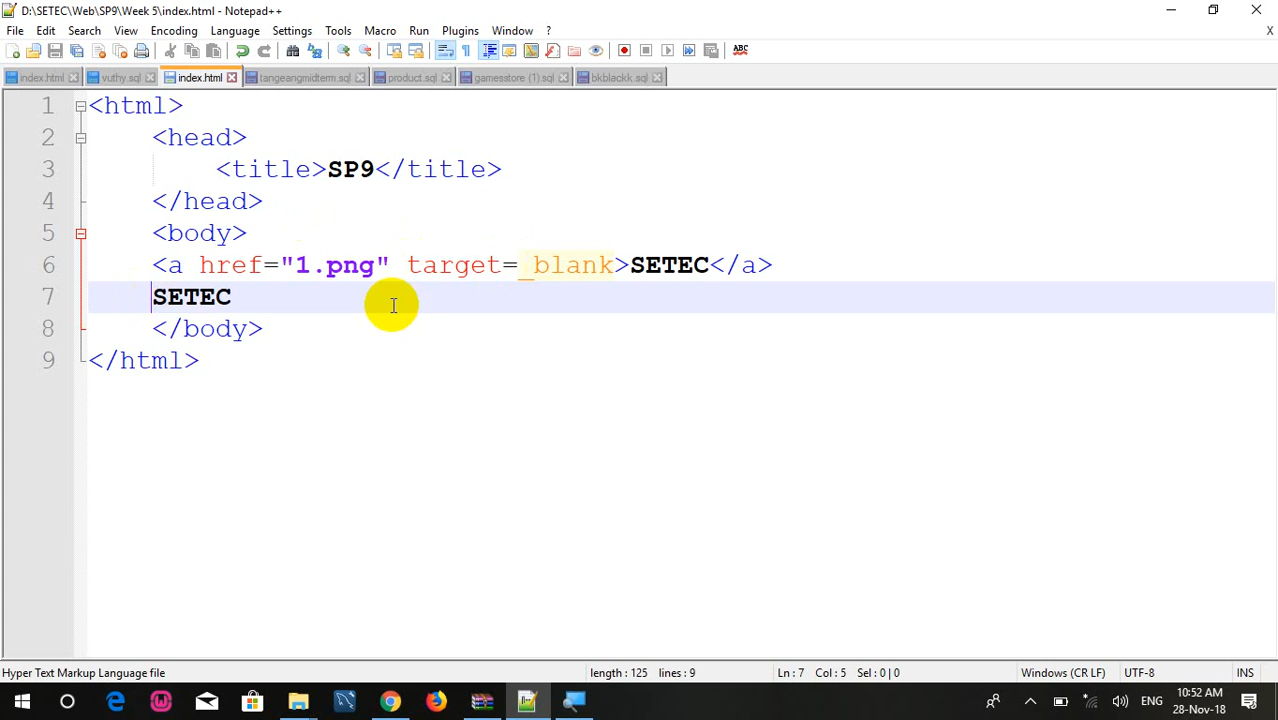 D:\SETEC\Web\SP9\Week 5\index.html - Notepad++
File Edit Search View Encoding Language Settings Tools Macro Run Plugins Window ? X
index.html vuthy.sql index.html tangeangmidterm.sql product.sql gamesstore (1).sql bkblackk.sql
1 <html>
2 <head>
3 <title>SP9</title>
4 </head>
5 <body>
6 <a href="1.png" target=_blank>SETEC</a>
7 SETEC
8 </body>
9 </html>
Hyper Text Markup Language file length : 125 lines : 9 Ln : 7 Col : 5 Sel : 0 | 0 Windows (CR LF) UTF-8 INS
ENG 10:52 AM
28-Nov-18